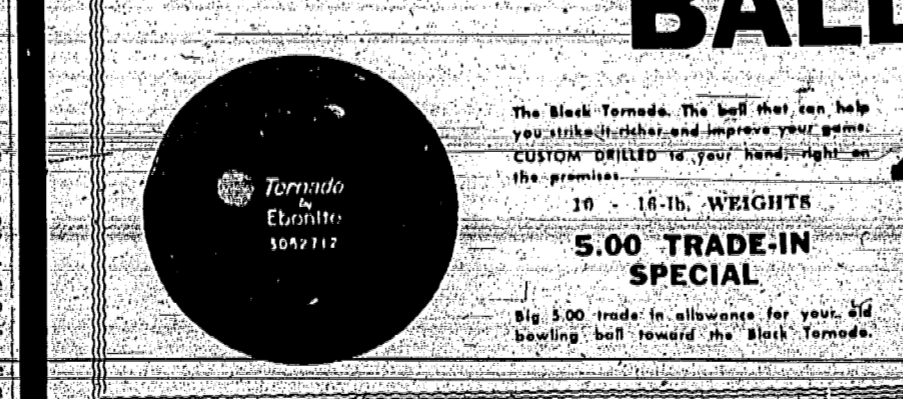 BALL
Tornado
by
Ebonite
The Black Tornado. The ball that can help
you strike it richer and improve your game.
CUSTOM DRILLED to your hand, right on
the premises.
10 - 16-lb. WEIGHTS
5.00 TRADE-IN
SPECIAL
Big 5.00 trade in allowance for your old
bowling ball toward the Black Tornado.